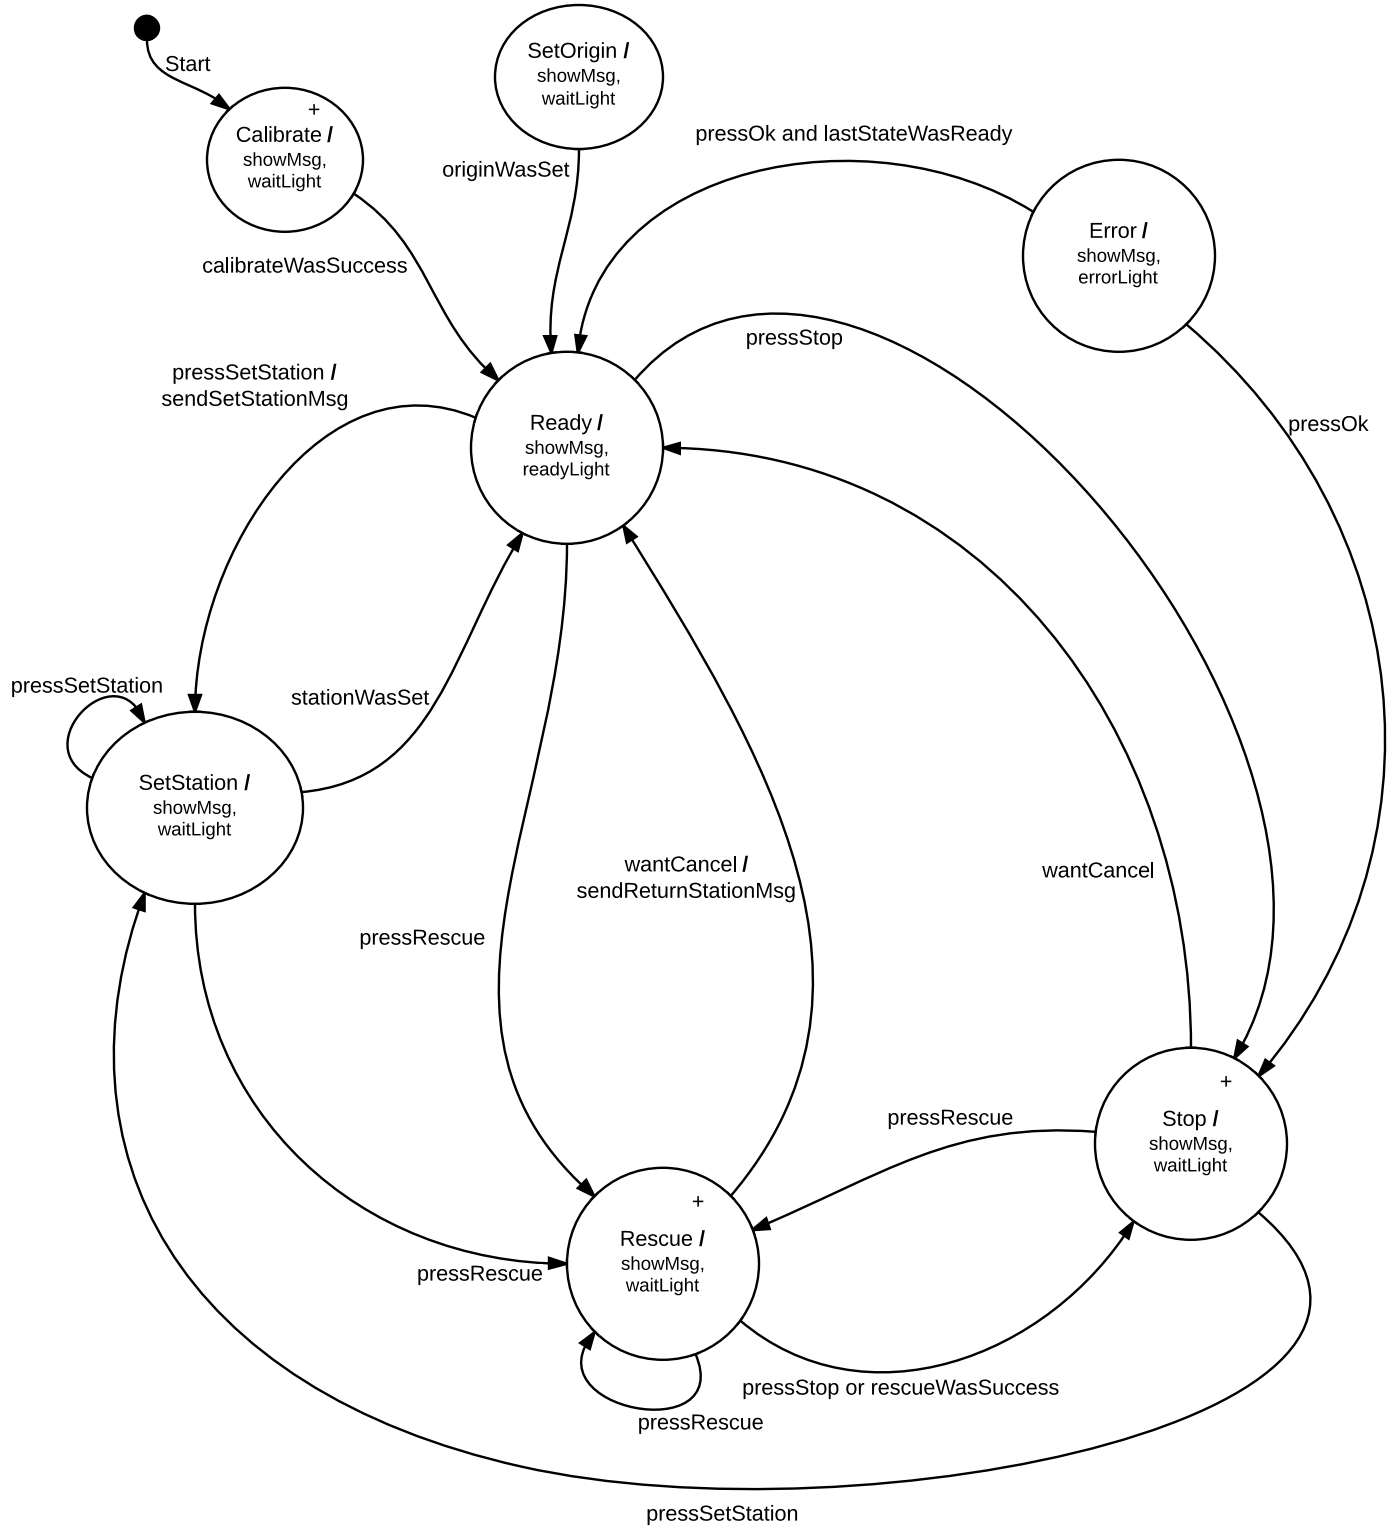 Start
SetOrigin /
showMsg,
waitLight
+
Calibrate /
showMsg,
waitLight
pressOk and lastStateWasReady
originWasSet
Error /
showMsg,
errorLight
calibrateWasSuccess
pressStop
pressSetStation /
sendSetStationMsg
Ready /
showMsg,
readyLight
pressOk
pressSetStation
stationWasSet
SetStation /
showMsg,
waitLight
wantCancel /
sendReturnStationMsg
wantCancel
pressRescue
+
Stop /
showMsg,
waitLight
pressRescue
+
Rescue /
showMsg,
waitLight
pressRescue
pressStop or rescueWasSuccess
pressRescue
pressSetStation